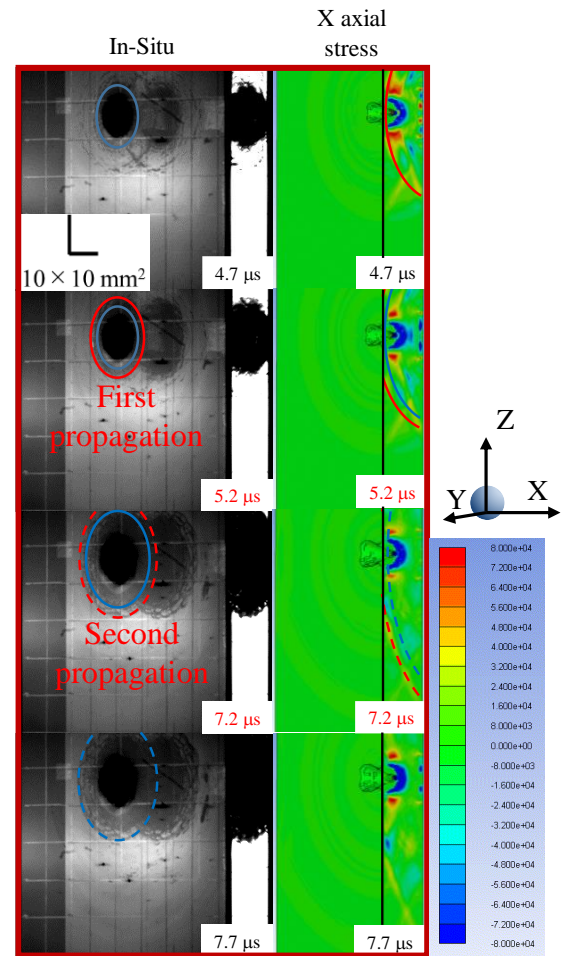 In-Situ
X axial
stress
10 × 10 mm²
4.7 μs
4.7 μs
First
propagation
5.2 μs
5.2 μs
Second
propagation
7.2 μs
7.2 μs
7.7 μs
7.7 μs
Z
Y
X
8.000e+04
7.200e+04
6.400e+04
5.600e+04
4.800e+04
4.000e+04
3.200e+04
2.400e+04
1.600e+04
8.000e+03
0.000e+00
-8.000e+03
-1.600e+04
-2.400e+04
-3.200e+04
-4.000e+04
-4.800e+04
-5.600e+04
-6.400e+04
-7.200e+04
-8.000e+04